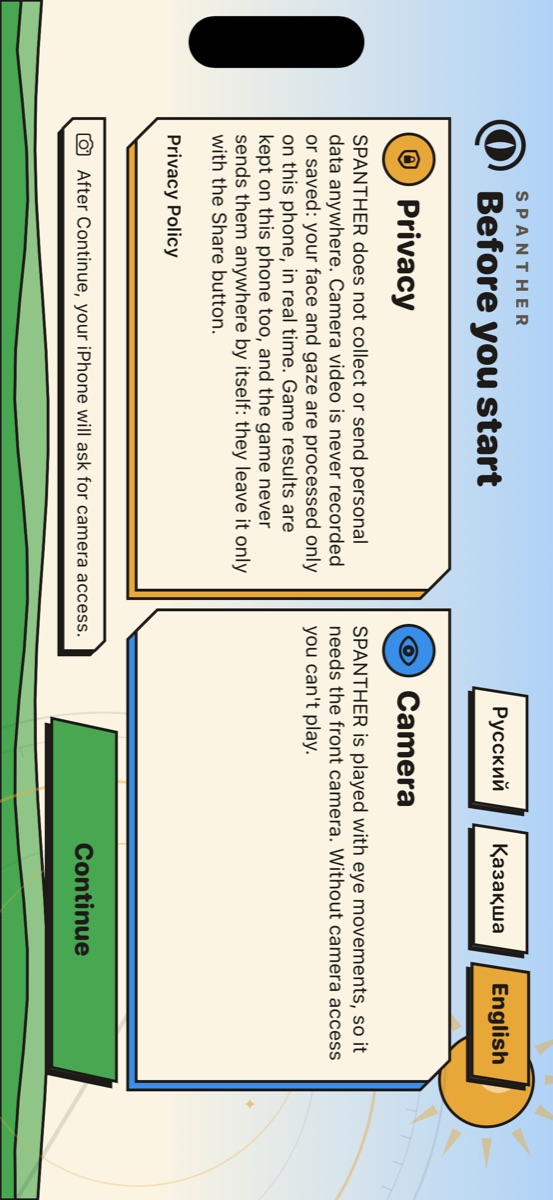 SPANTHER
Before you start
Русский
Қазақша
English
Privacy
SPANTHER does not collect or send personal
data anywhere. Camera video is never recorded
or saved: your face and gaze are processed only
on this phone, in real time. Game results are
kept on this phone too, and the game never
sends them anywhere by itself: they leave it only
with the Share button.
Privacy Policy
Camera
SPANTHER is played with eye movements, so it
needs the front camera. Without camera access
you can't play.
After Continue, your iPhone will ask for camera access.
Continue